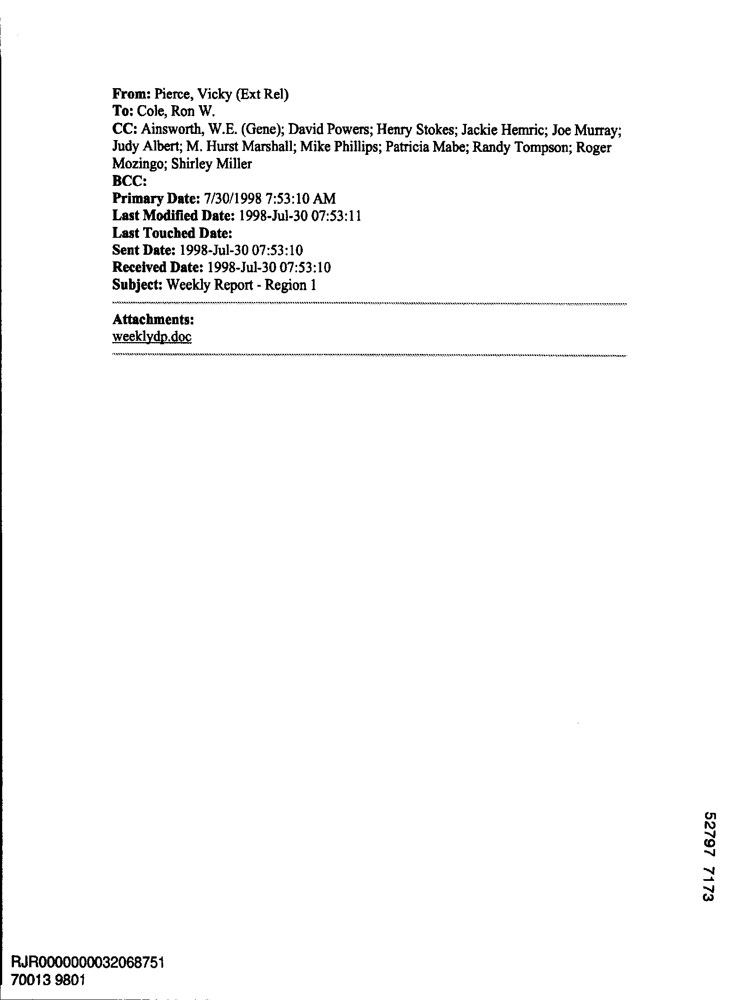 From: Pierce, Vicky (Ext Rel)
To: Cole, Ron W.
CC: Ainsworth, W.E. (Gene); David Powers; Henry Stokes; Jackie Hemric; Joe Murray;
Judy Albert; M. Hurst Marshall; Mike Phillips; Patricia Mabe; Randy Tompson; Roger
Mozingo; Shirley Miller
BCC:
Primary Date: 7/30/1998 7:53:10 AM
Last Modified Date: 1998-Jul-30 07:53:11
Last Touched Date:
Sent Date: 1998-Jul-30 07:53:10
Received Date: 1998-Jul-30 07:53:10
Subject: Weekly Report - Region 1
Attachments:
weeklydp.doc
52797 7173
RJR0000000032068751
70013 9801